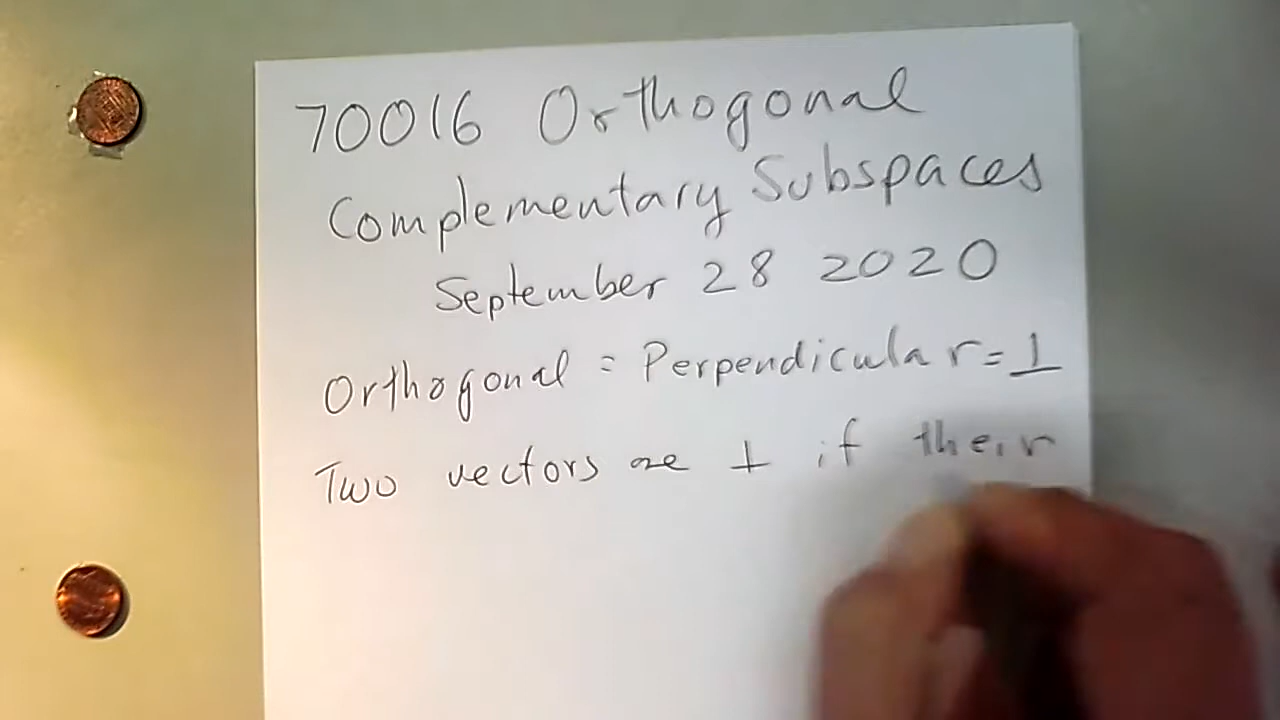 70016 Orthogonal
Complementary Subspaces
September 28 2020
Orthogonal = Perpendicular = ⊥
Two vectors are ⊥ if their